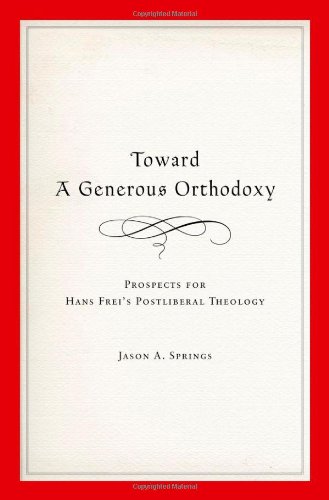 Toward
A Generous Orthodoxy
Prospects for
Hans Frei's Postliberal Theology
Jason A. Springs